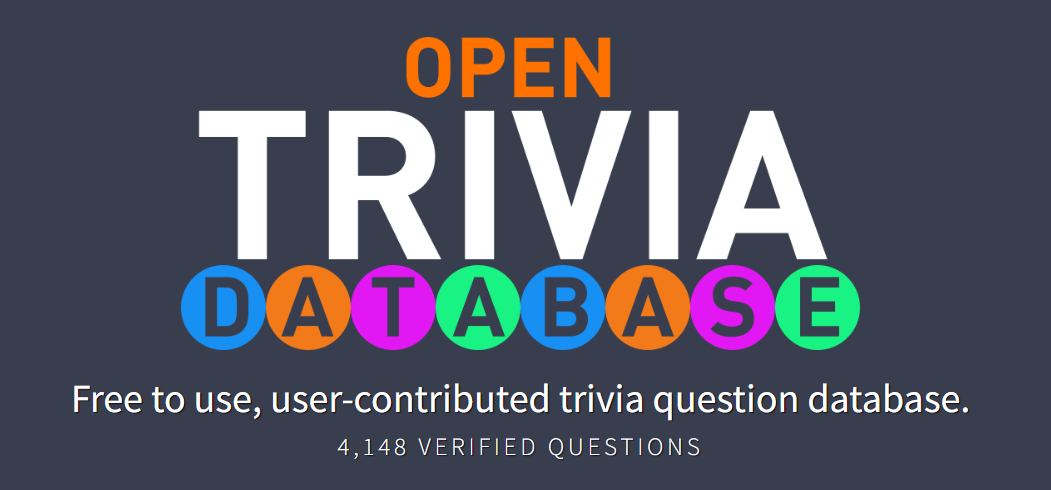 OPEN
TRIVIA
DATABASE
Free to use, user-contributed trivia question database.
4,148 VERIFIED QUESTIONS